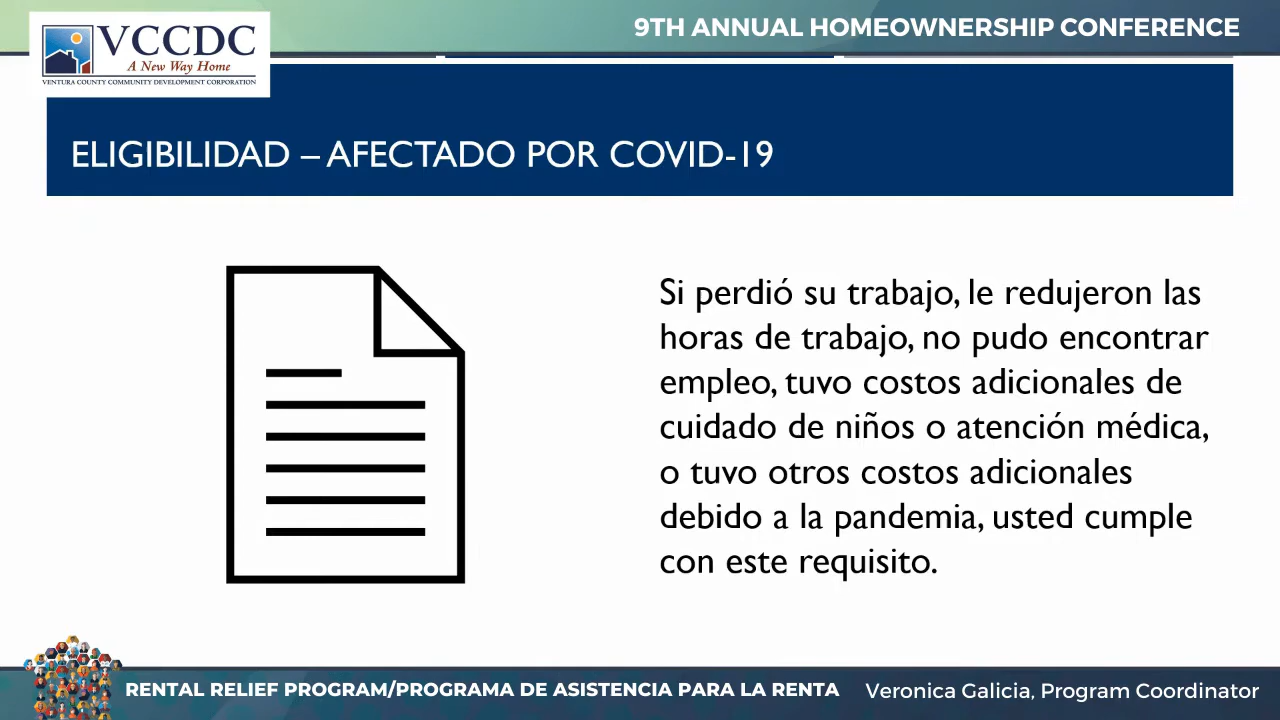 9TH ANNUAL HOMEOWNERSHIP CONFERENCE
VCCDC
A New Way Home
VENTURA COUNTY COMMUNITY DEVELOPMENT CORPORATION
ELIGIBILIDAD – AFECTADO POR COVID-19
Si perdió su trabajo, le redujeron las
horas de trabajo, no pudo encontrar
empleo, tuvo costos adicionales de
cuidado de niños o atención médica,
o tuvo otros costos adicionales
debido a la pandemia, usted cumple
con este requisito.
RENTAL RELIEF PROGRAM/PROGRAMA DE ASISTENCIA PARA LA RENTA
Veronica Galicia, Program Coordinator